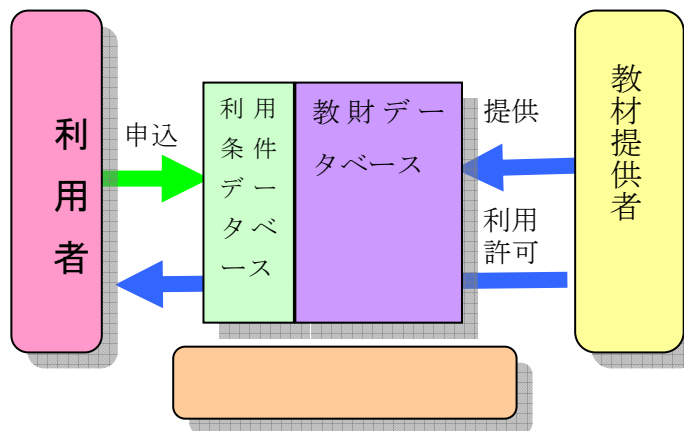 利用者
申込
利用
条件
デー
タベ
ース
教財デー
タベース
提供
利用
許可
教材提供者